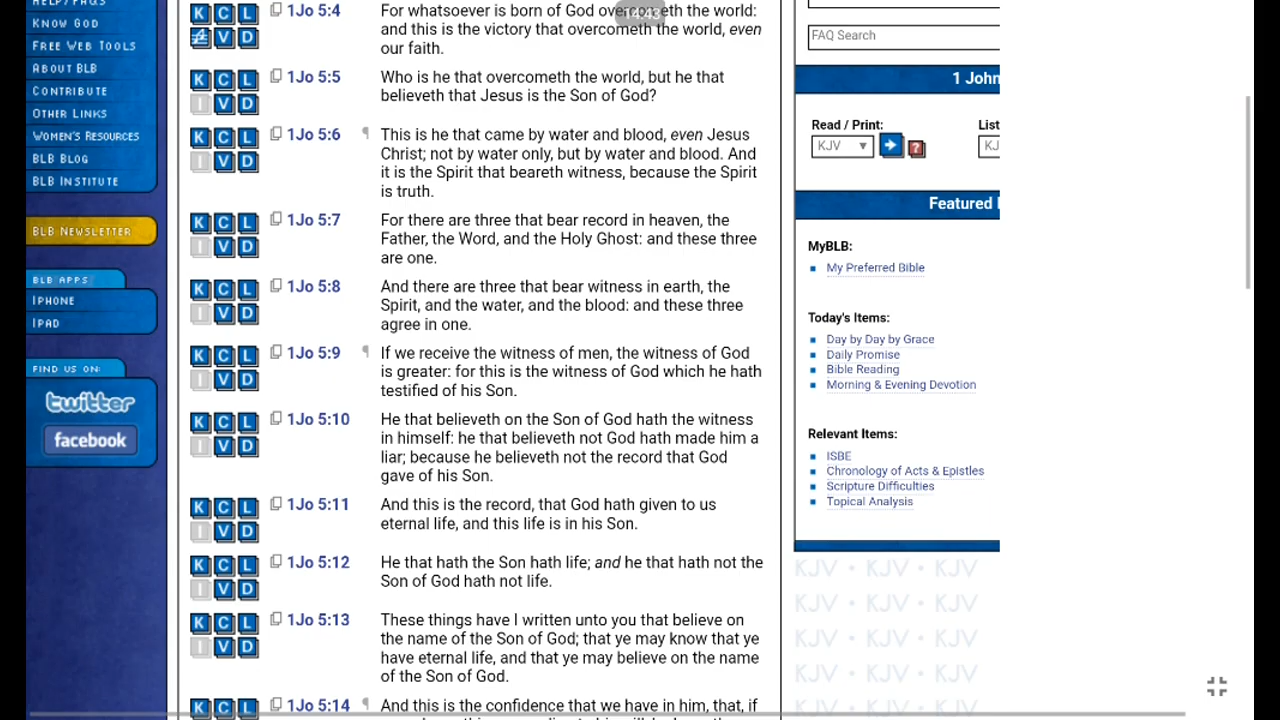 HELP/FAQS
KNOW GOD
FREE WEB TOOLS
ABOUT BLB
CONTRIBUTE
OTHER LINKS
WOMEN'S RESOURCES
BLB BLOG
BLB INSTITUTE
BLB NEWSLETTER
BLB APPS
IPHONE
IPAD
FIND US ON:
twitter
facebook
14:43
K C L 1Jo 5:4 For whatsoever is born of God overcometh the world:
V D and this is the victory that overcometh the world, even
our faith.
K C L 1Jo 5:5 Who is he that overcometh the world, but he that
I V D believeth that Jesus is the Son of God?
K C L 1Jo 5:6 ¶ This is he that came by water and blood, even Jesus
I V D Christ; not by water only, but by water and blood. And
it is the Spirit that beareth witness, because the Spirit
is truth.
K C L 1Jo 5:7 For there are three that bear record in heaven, the
I V D Father, the Word, and the Holy Ghost: and these three
are one.
K C L 1Jo 5:8 And there are three that bear witness in earth, the
I V D Spirit, and the water, and the blood: and these three
agree in one.
K C L 1Jo 5:9 ¶ If we receive the witness of men, the witness of God
I V D is greater: for this is the witness of God which he hath
testified of his Son.
K C L 1Jo 5:10 He that believeth on the Son of God hath the witness
I V D in himself: he that believeth not God hath made him a
liar; because he believeth not the record that God
gave of his Son.
K C L 1Jo 5:11 And this is the record, that God hath given to us
I V D eternal life, and this life is in his Son.
K C L 1Jo 5:12 He that hath the Son hath life; and he that hath not the
I V D Son of God hath not life.
K C L 1Jo 5:13 These things have I written unto you that believe on
I V D the name of the Son of God; that ye may know that ye
have eternal life, and that ye may believe on the name
of the Son of God.
K C L 1Jo 5:14 ¶ And this is the confidence that we have in him, that, if
FAQ Search
1 John
Read / Print: List
KJV ? KJ
Featured
MyBLB:
My Preferred Bible
Today's Items:
Day by Day by Grace
Daily Promise
Bible Reading
Morning & Evening Devotion
Relevant Items:
ISBE
Chronology of Acts & Epistles
Scripture Difficulties
Topical Analysis
KJV • KJV • KJV
KJV • KJV • KJV
KJV • KJV • KJV
KJV • KJV • KJV
KJV • KJV • KJV